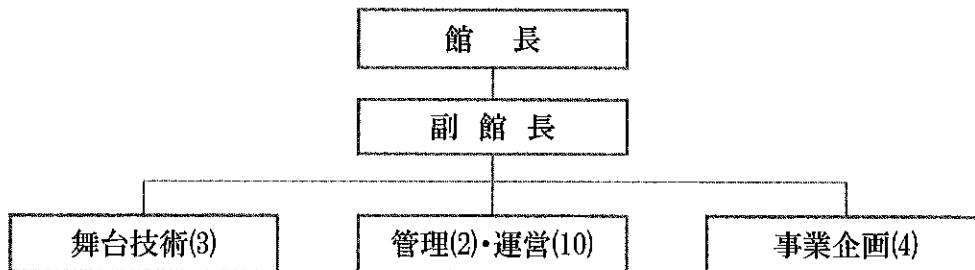 館 長
副 館 長
舞台技術(3)
管理(2)・運営(10)
事業企画(4)